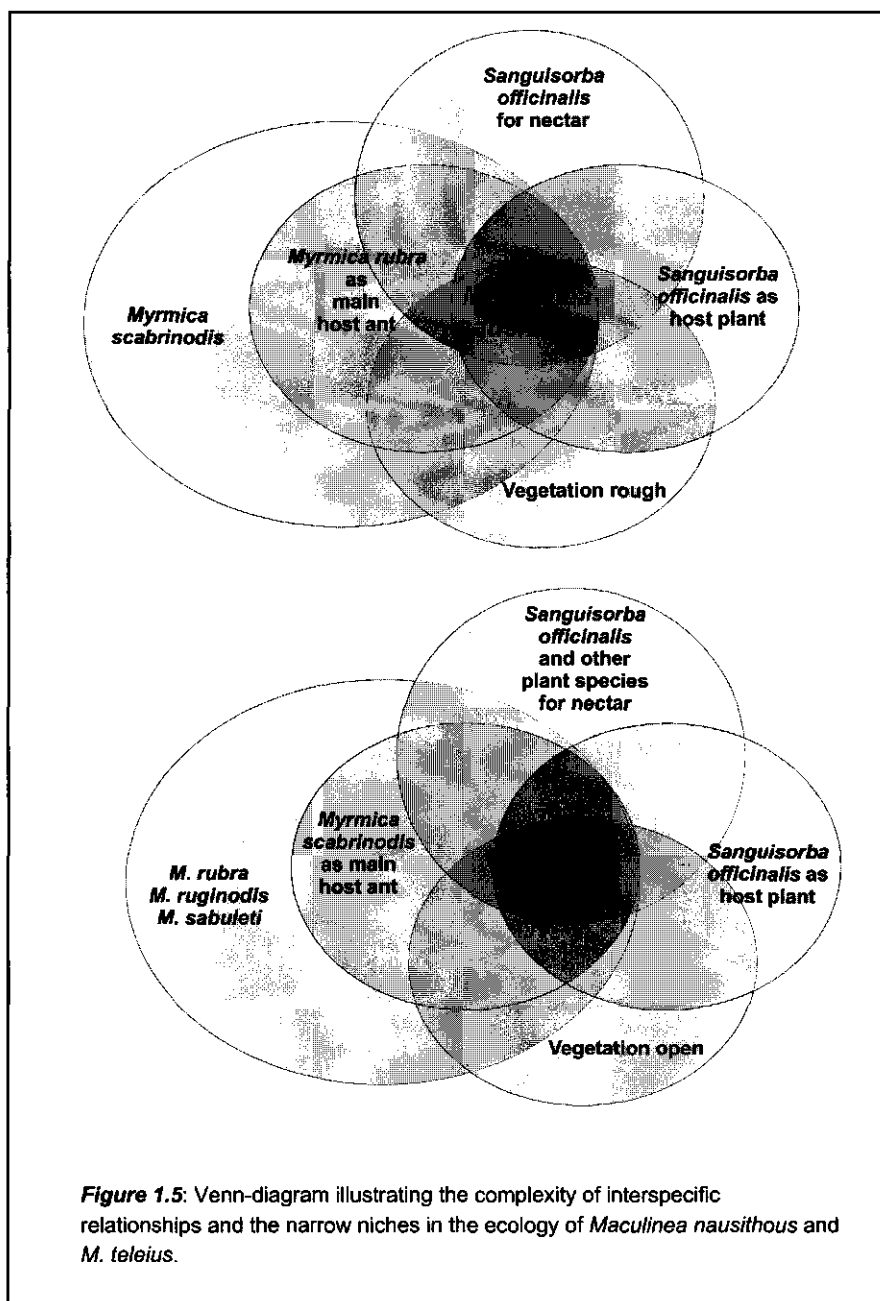 Sanguisorba
officinalis
for nectar
Myrmica rubra
as
main
host ant
Myrmica
scabrinodis
Sanguisorba
officinalis as
host plant
Vegetation rough
Sanguisorba
officinalis
and other
plant species
for nectar
Myrmica
scabrinodis
as main
host ant
M. rubra
M. ruginodis
M. sabuleti
Sanguisorba
officinalis as
host plant
Vegetation open
Figure 1.5: Venn-diagram illustrating the complexity of interspecific
relationships and the narrow niches in the ecology of Maculinea nausithous and
M. teleius.